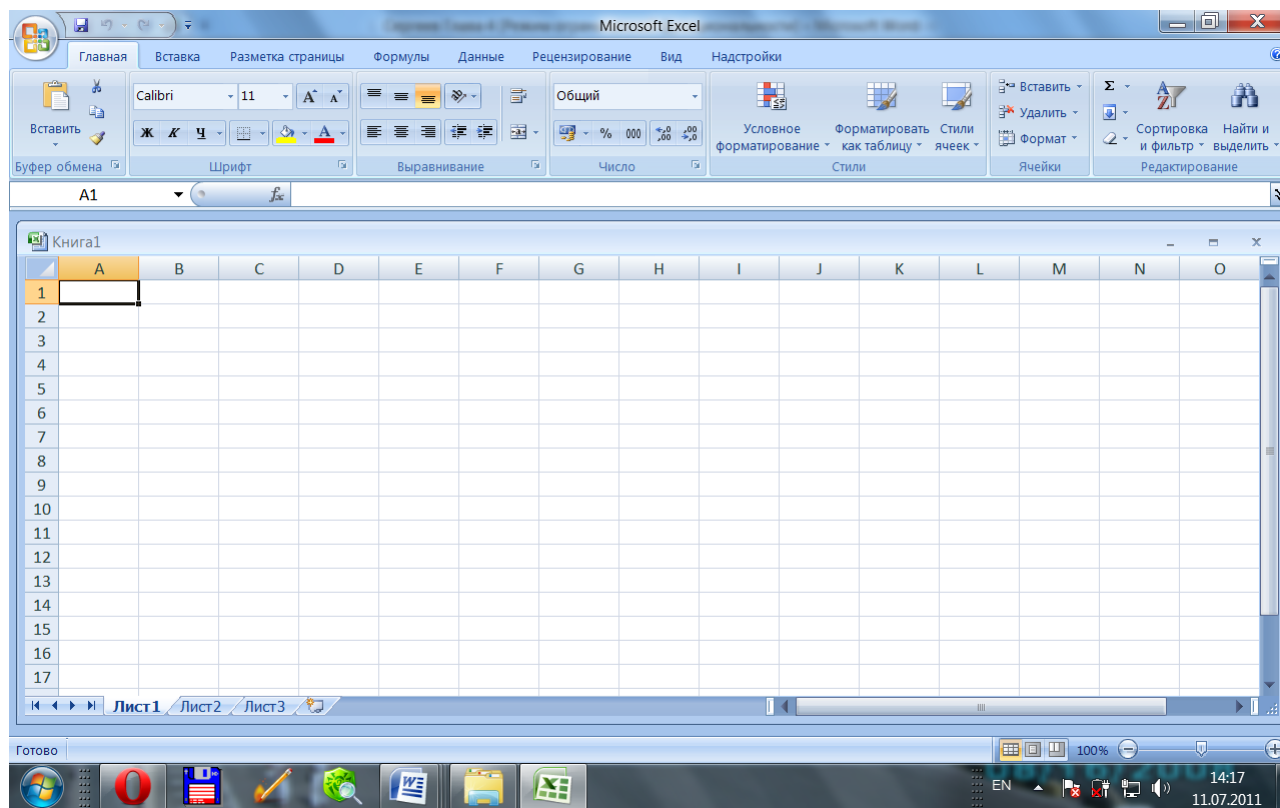 Microsoft Excel
Главная Вставка Разметка страницы Формулы Данные Рецензирование Вид Надстройки
Calibri 11 Общий Вставить Σ
Удалить
Вставить Ж К Ч А % 000 Условное форматирование Форматировать как таблицу Стили ячеек Формат Сортировка и фильтр Найти и выделить
Буфер обмена Шрифт Выравнивание Число Стили Ячейки Редактирование
A1 fx
Книга1
A B C D E F G H I J K L M N O
1
2
3
4
5
6
7
8
9
10
11
12
13
14
15
16
17
Лист1 Лист2 Лист3
Готово 100%
EN 14:17
11.07.2011